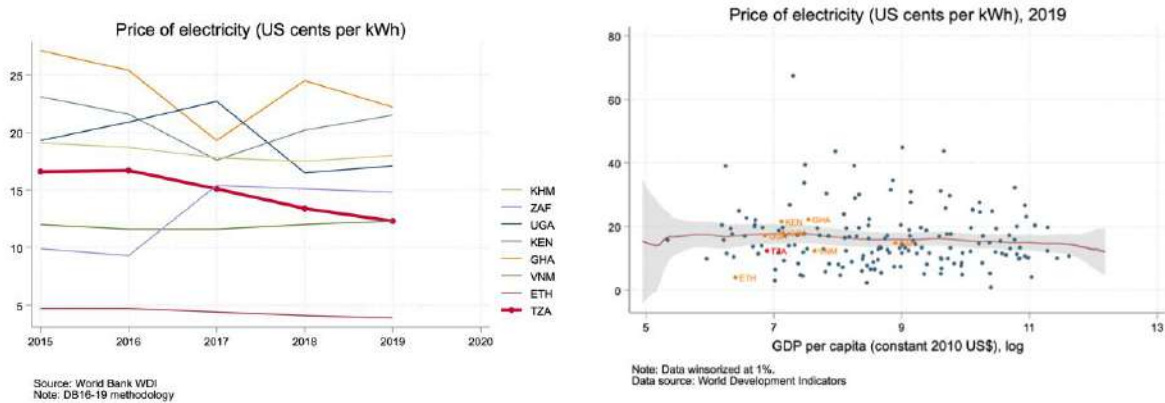 Price of electricity (US cents per kWh)
25
20
15
10
5
2015
2016
2017
2018
2019
2020
KHM
ZAF
UGA
KEN
GHA
VNM
ETH
TZA
Source: World Bank WDI
Note: DB16-19 methodology
Price of electricity (US cents per kWh), 2019
80
60
40
20
0
KEN
GHA
TZA
VNM
ETH
5
7
9
11
13
GDP per capita (constant 2010 US$), log
Note: Data winsorized at 1%.
Data source: World Development Indicators